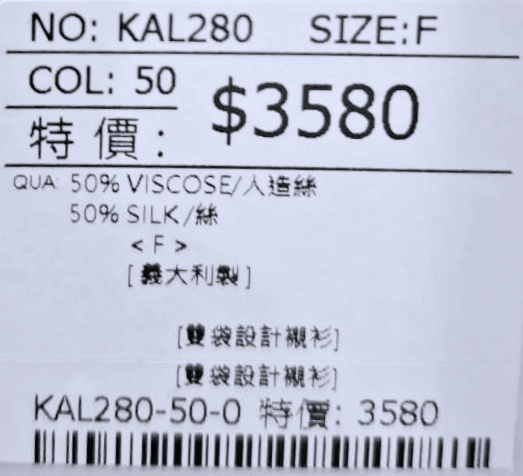 NO: KAL280 SIZE:F
COL: 50
特價: $3580
QUA: 50% VISCOSE/人造絲
50% SILK/絲
< F >
[義大利製]
[雙袋設計襯衫]
[雙袋設計襯衫]
KAL280-50-0 特價: 3580